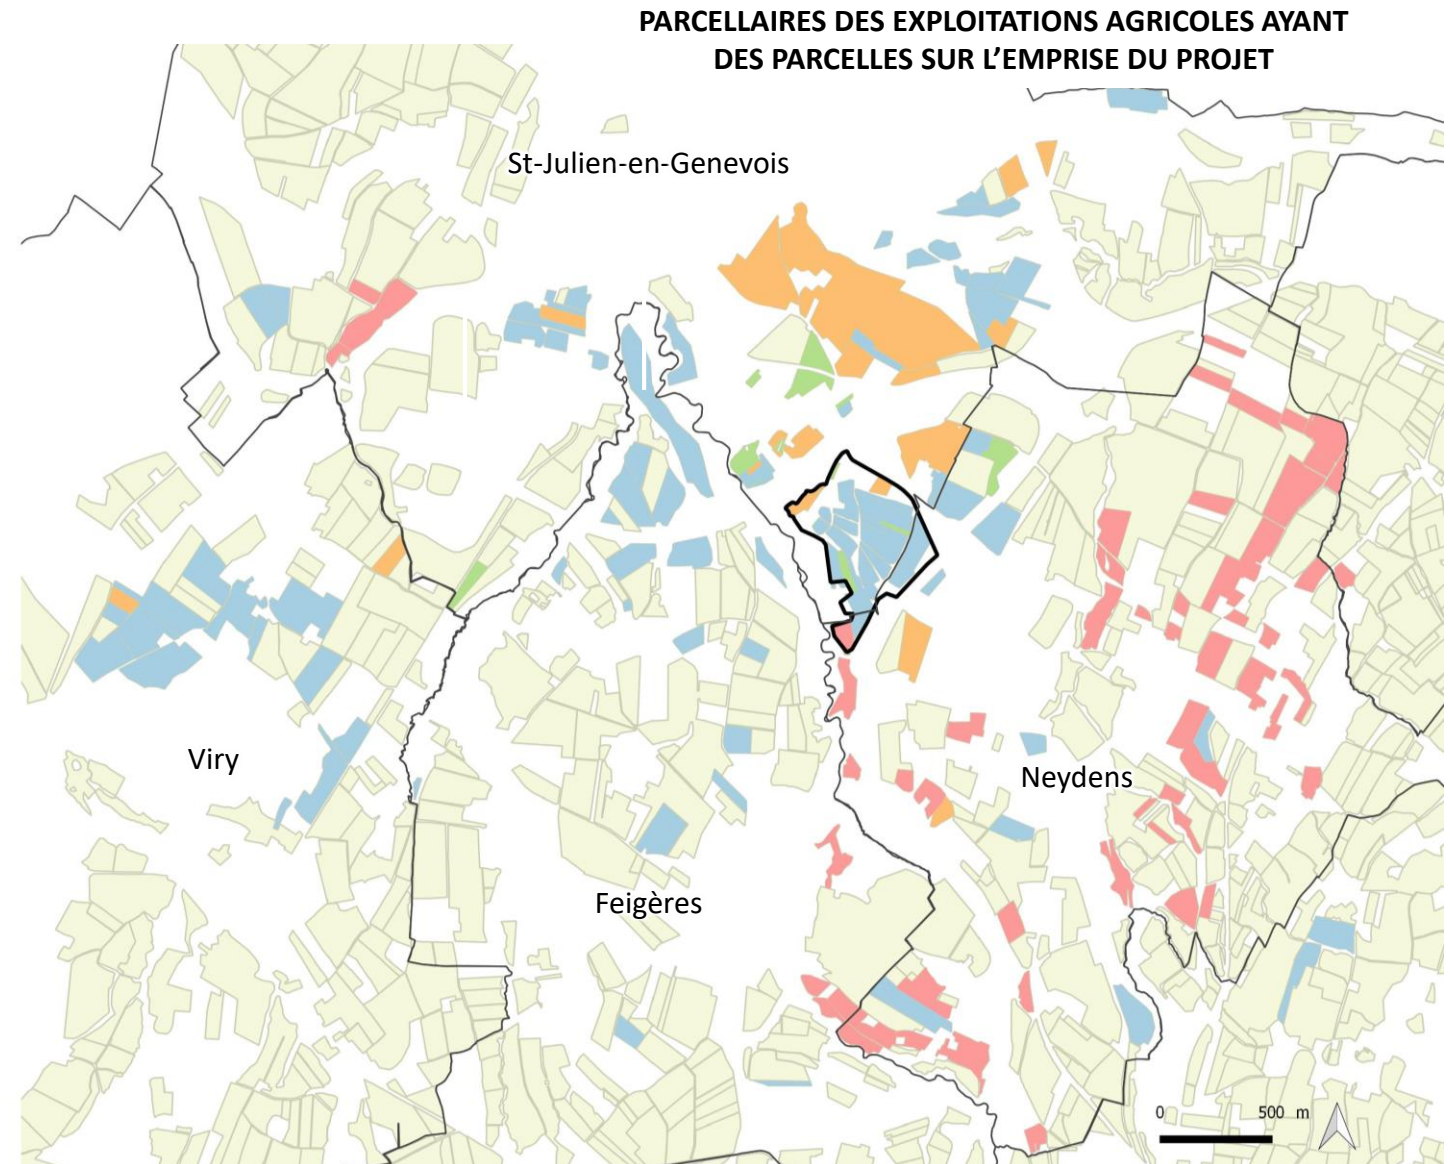 PARCELLAIRES DES EXPLOITATIONS AGRICOLES AYANT
DES PARCELLES SUR L’EMPRISE DU PROJET
St-Julien-en-Genevois
Viry
Neydens
Feigères
0 500 m